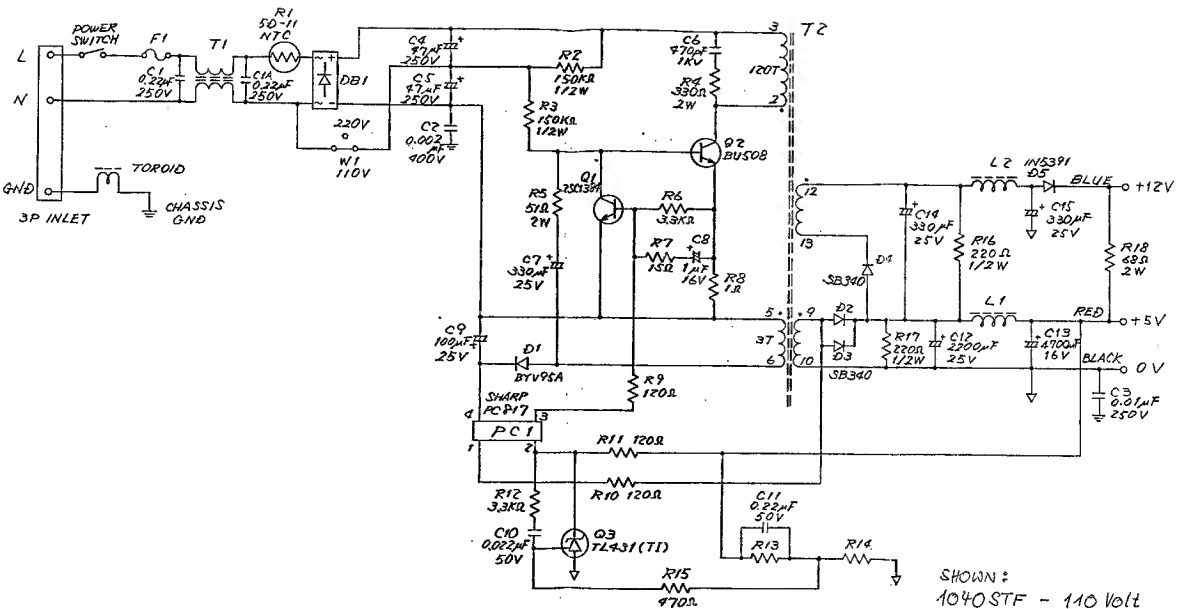 POWER
SWITCH
F1
T1
R1
5D-11
NTC
L
C1
0.22µF
250V
C1A
0.22µF
250V
DB1
N
GND
3P INLET
TOROID
CHASSIS
GND
220V
W1
110V
C4
47µF
250V
C5
47µF
250V
C2
0.002
µF
400V
R2
150KΩ
1/2W
R3
150KΩ
1/2W
C6
470pF
1KV
R4
330Ω
2W
3
120T
2
T2
Q2
BU508
Q1
R5
51Ω
2W
R6
3.3KΩ
R7
15Ω
C8
1µF
16V
C7
330µF
25V
R8
1Ω
5
3T
6
C9
100µF
25V
D1
BYV95A
R9
120Ω
SHARP
PC817
4
3
PC1
1
2
R11 120Ω
R10 120Ω
R12
3.3KΩ
C10
0.022µF
50V
Q3
TL431(TI)
R15
470Ω
C11
0.22µF
50V
R13
R14
12
13
9
10
D4
SB340
D2
D3
SB340
C14
330µF
25V
R16
220Ω
1/2W
L2
1N5391
D5
BLUE
+12V
C15
330µF
25V
R18
68Ω
2W
L1
RED
+5V
R17
220Ω
1/2W
C12
2200µF
25V
C13
4700µF
16V
BLACK
0V
C3
0.01µF
250V
SHOWN:
1040STF - 110 Volt